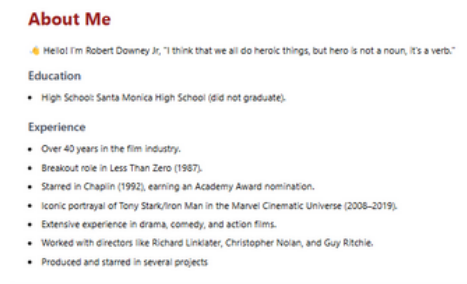 About Me
👋 Hello! I'm Robert Downey Jr, "I think that we all do heroic things, but hero is not a noun, it's a verb."
Education
• High School: Santa Monica High School (did not graduate).
Experience
• Over 40 years in the film industry.
• Breakout role in Less Than Zero (1987).
• Starred in Chaplin (1992), earning an Academy Award nomination.
• Iconic portrayal of Tony Stark/Iron Man in the Marvel Cinematic Universe (2008–2019).
• Extensive experience in drama, comedy, and action films.
• Worked with directors like Richard Linklater, Christopher Nolan, and Guy Ritchie.
• Produced and starred in several projects